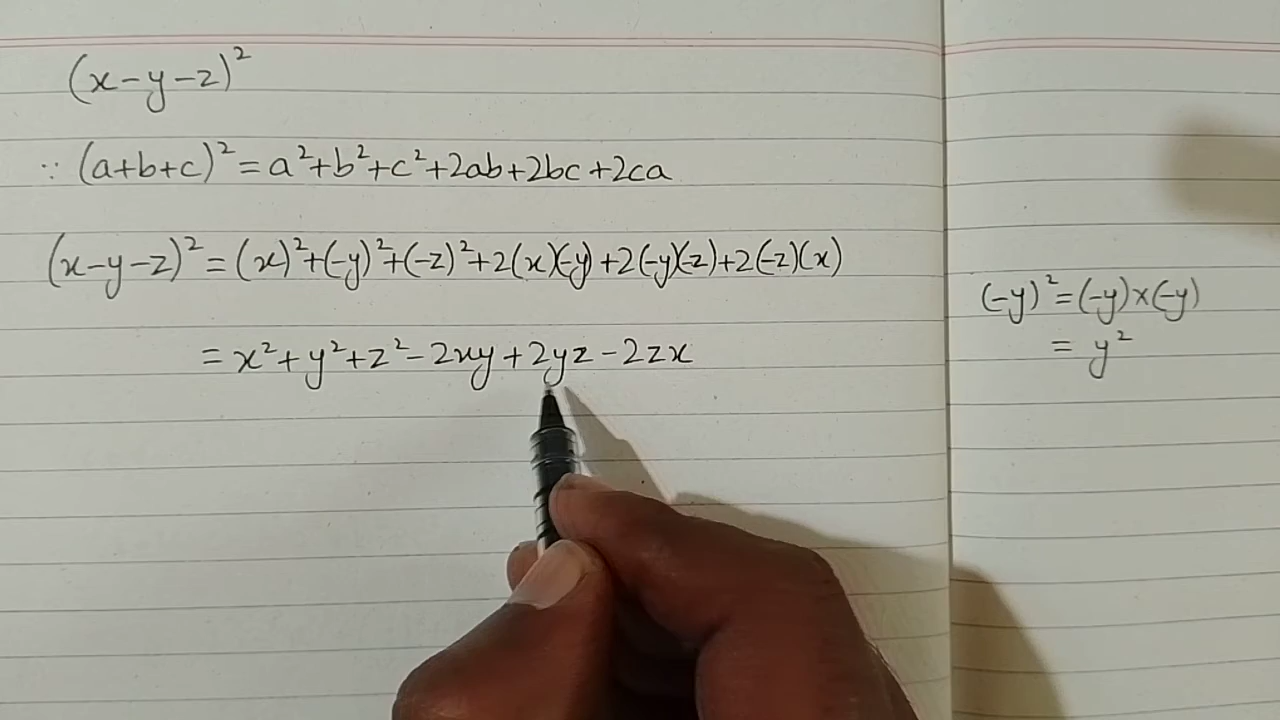 (x-y-z)²
∵ (a+b+c)² = a²+b²+c²+2ab+2bc+2ca
(x-y-z)² = (x)²+(-y)²+(-z)²+2(x)(-y)+2(-y)(-z)+2(-z)(x)
= x²+y²+z²-2xy+2yz-2zx
(-y)² = (-y)×(-y)
= y²